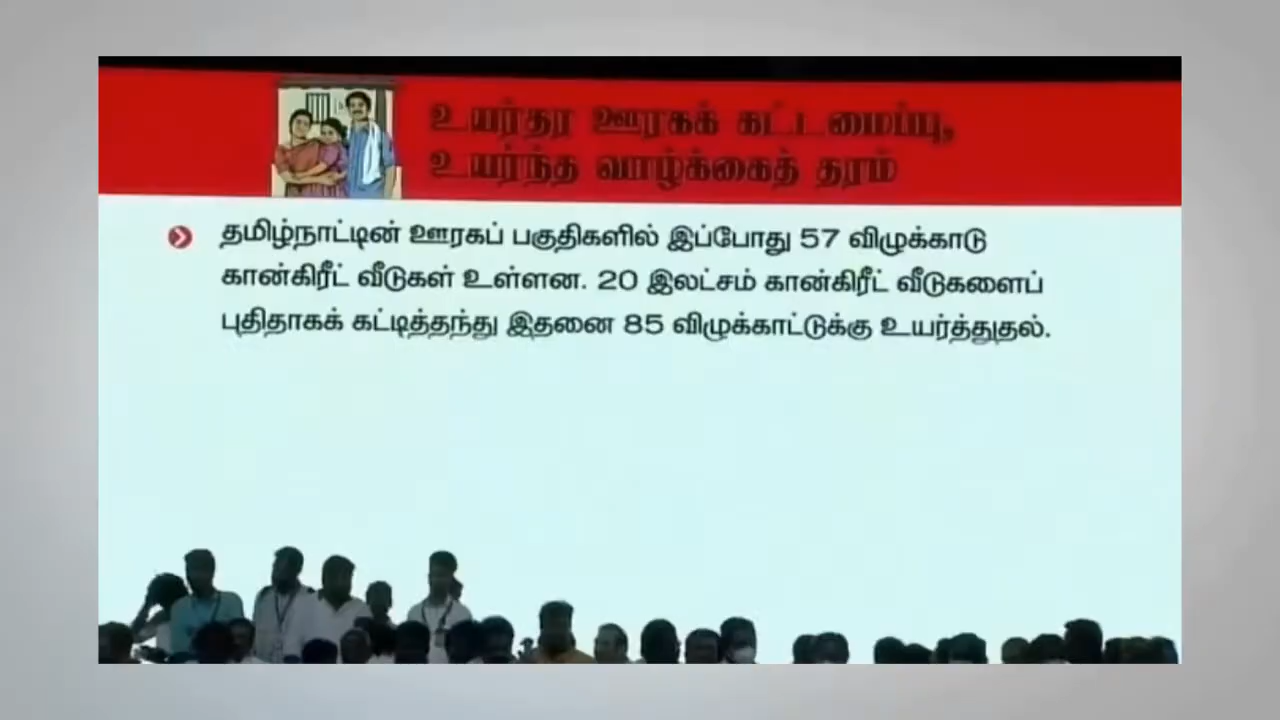 உயர்தர ஊரகக் கட்டமைப்பு,
உயர்ந்த வாழ்க்கைத் தரம்
தமிழ்நாட்டின் ஊரகப் பகுதிகளில் இப்போது 57 விழுக்காடு
கான்கிரீட் வீடுகள் உள்ளன. 20 இலட்சம் கான்கிரீட் வீடுகளைப்
புதிதாகக் கட்டித்தந்து இதனை 85 விழுக்காட்டுக்கு உயர்த்துதல்.